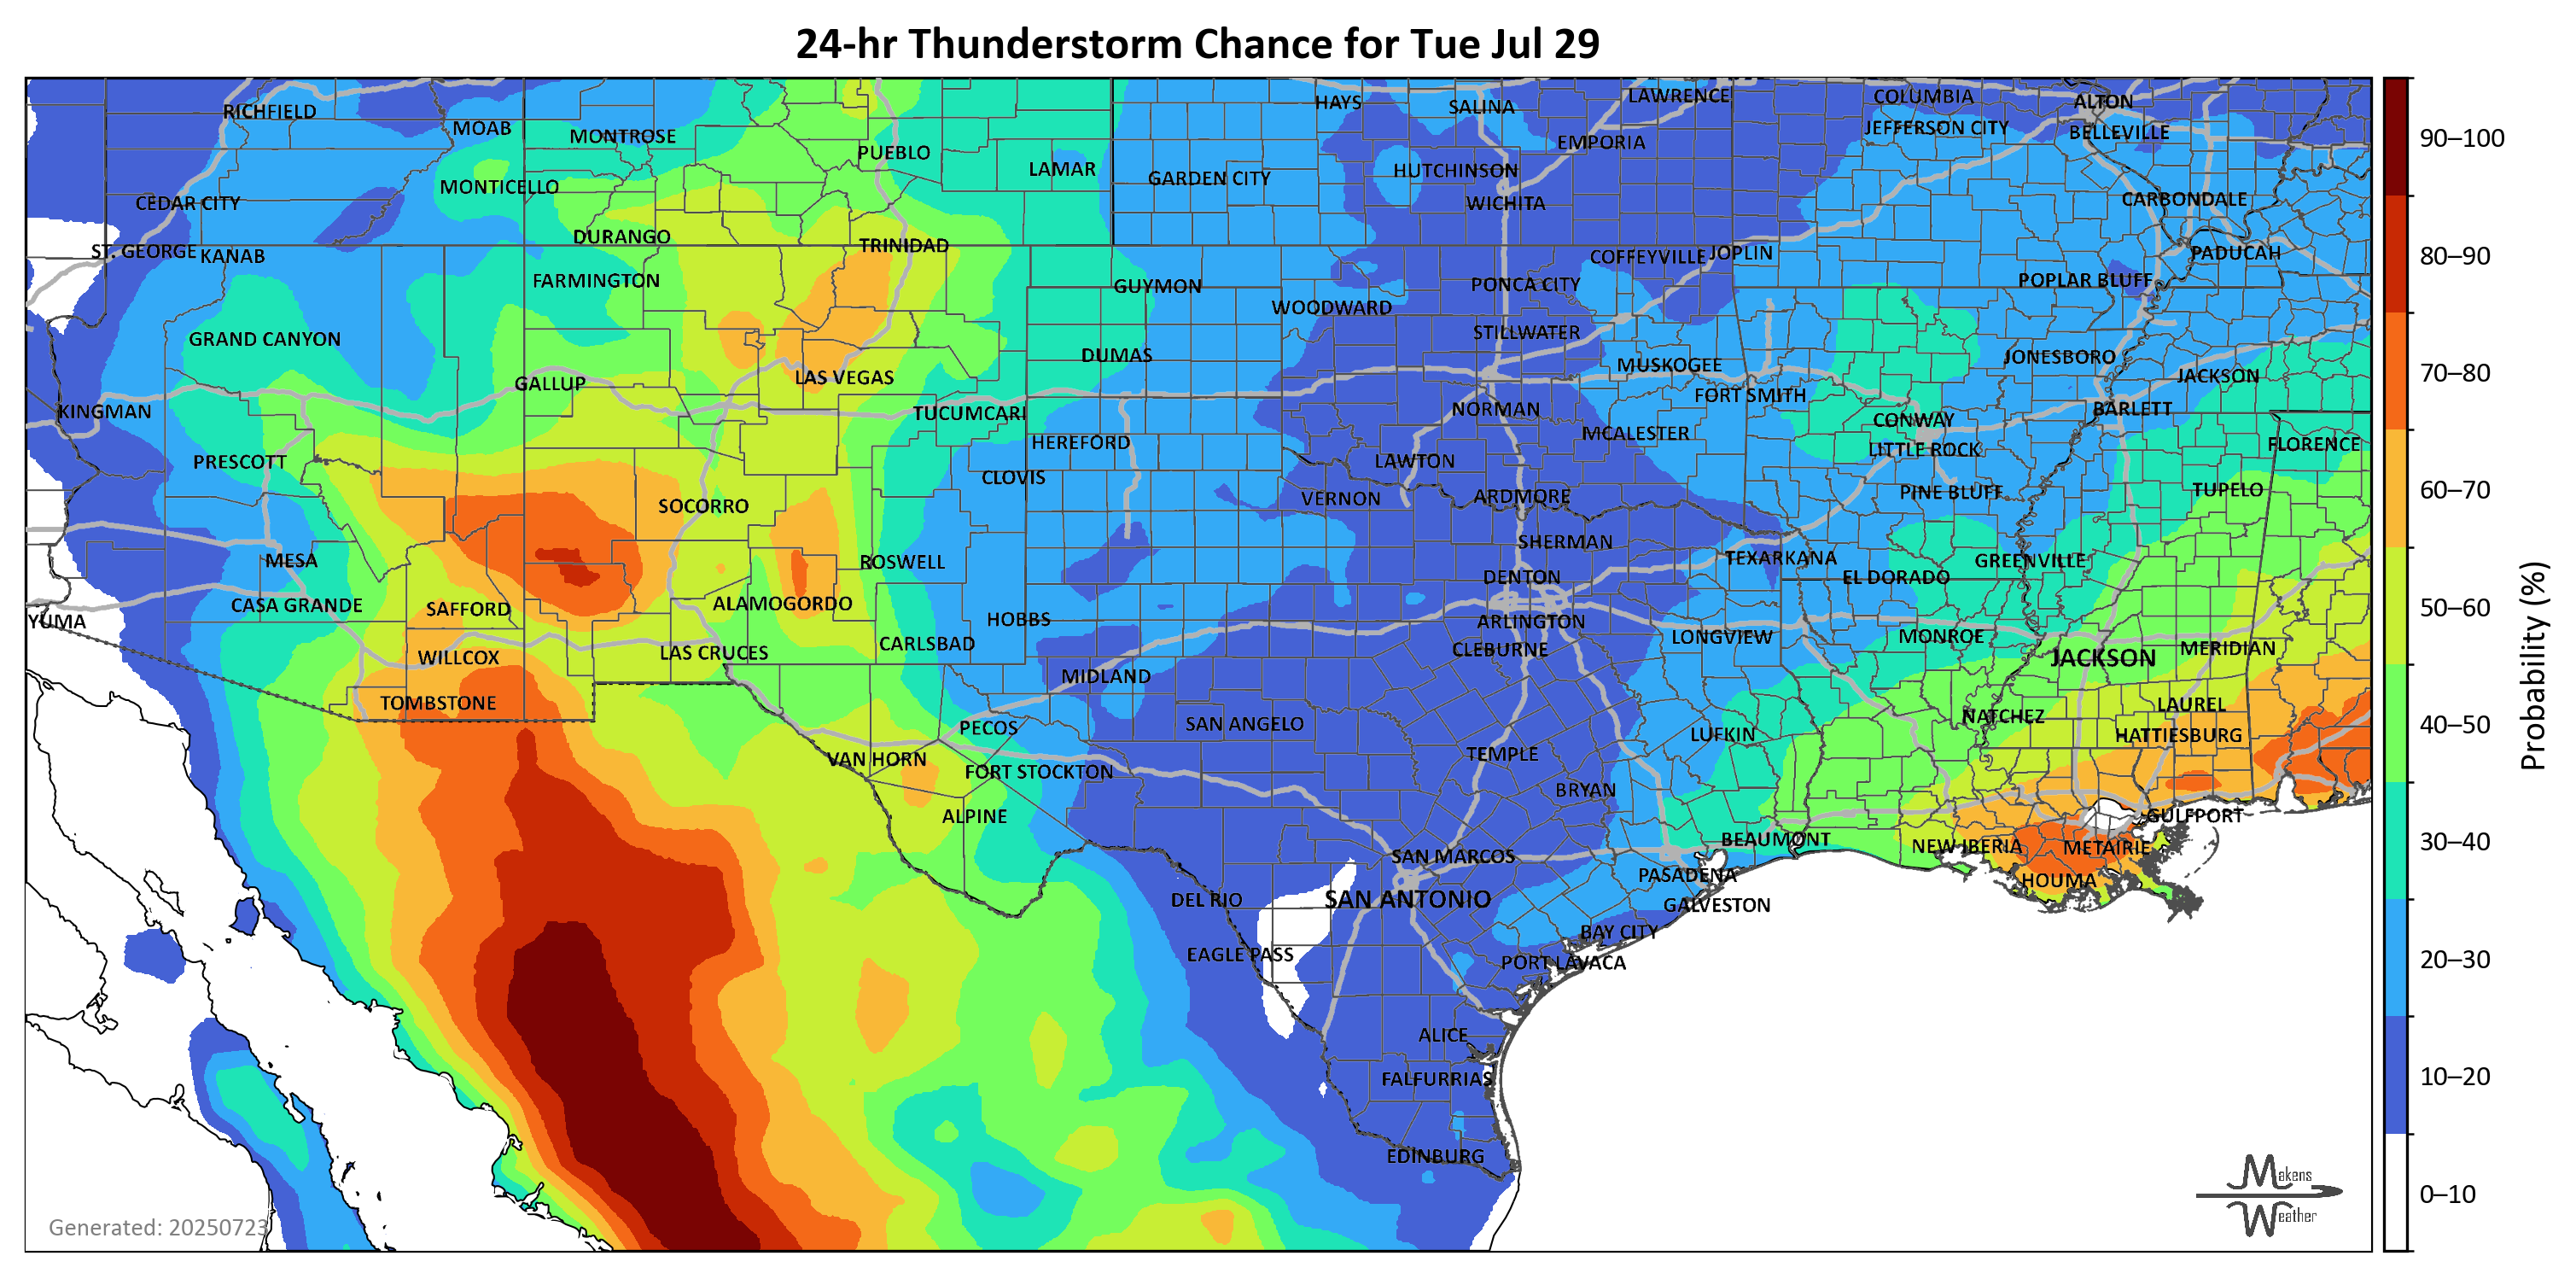 24-hr Thunderstorm Chance for Tue Jul 29
RICHFIELD
MOAB
MONTROSE
PUEBLO
LAMAR
HAYS
SALINA
LAWRENCE
COLUMBIA
ALTON
JEFFERSON CITY
BELLEVILLE
EMPORIA
GARDEN CITY
HUTCHINSON
WICHITA
MONTICELLO
CEDAR CITY
CARBONDALE
DURANGO
TRINIDAD
ST. GEORGE
KANAB
FARMINGTON
GUYMON
WOODWARD
PONCA CITY
COFFEYVILLE
JOPLIN
POPLAR BLUFF
PADUCAH
GRAND CANYON
DUMAS
STILLWATER
MUSKOGEE
JONESBORO
JACKSON
GALLUP
LAS VEGAS
FORT SMITH
KINGMAN
TUCUMCARI
NORMAN
CONWAY
BARLETT
HEREFORD
MCALESTER
LITTLE ROCK
FLORENCE
PRESCOTT
CLOVIS
LAWTON
VERNON
ARDMORE
PINE BLUFF
TUPELO
SOCORRO
SHERMAN
MESA
ROSWELL
TEXARKANA
GREENVILLE
DENTON
EL DORADO
CASA GRANDE
SAFFORD
ALAMOGORDO
HOBBS
ARLINGTON
YUMA
CARLSBAD
CLEBURNE
LONGVIEW
MONROE
WILLCOX
LAS CRUCES
JACKSON
MERIDIAN
MIDLAND
TOMBSTONE
PECOS
SAN ANGELO
NATCHEZ
LAUREL
VAN HORN
FORT STOCKTON
TEMPLE
LUFKIN
HATTIESBURG
BRYAN
ALPINE
BEAUMONT
GULFPORT
NEW IBERIA
METAIRIE
SAN MARCOS
PASADENA
HOUMA
DEL RIO
SAN ANTONIO
GALVESTON
BAY CITY
EAGLE PASS
PORT LAVACA
ALICE
FALFURRIAS
EDINBURG
Generated: 20250723
Makens
Weather
90–100
80–90
70–80
60–70
50–60
40–50
30–40
20–30
10–20
0–10
Probability (%)